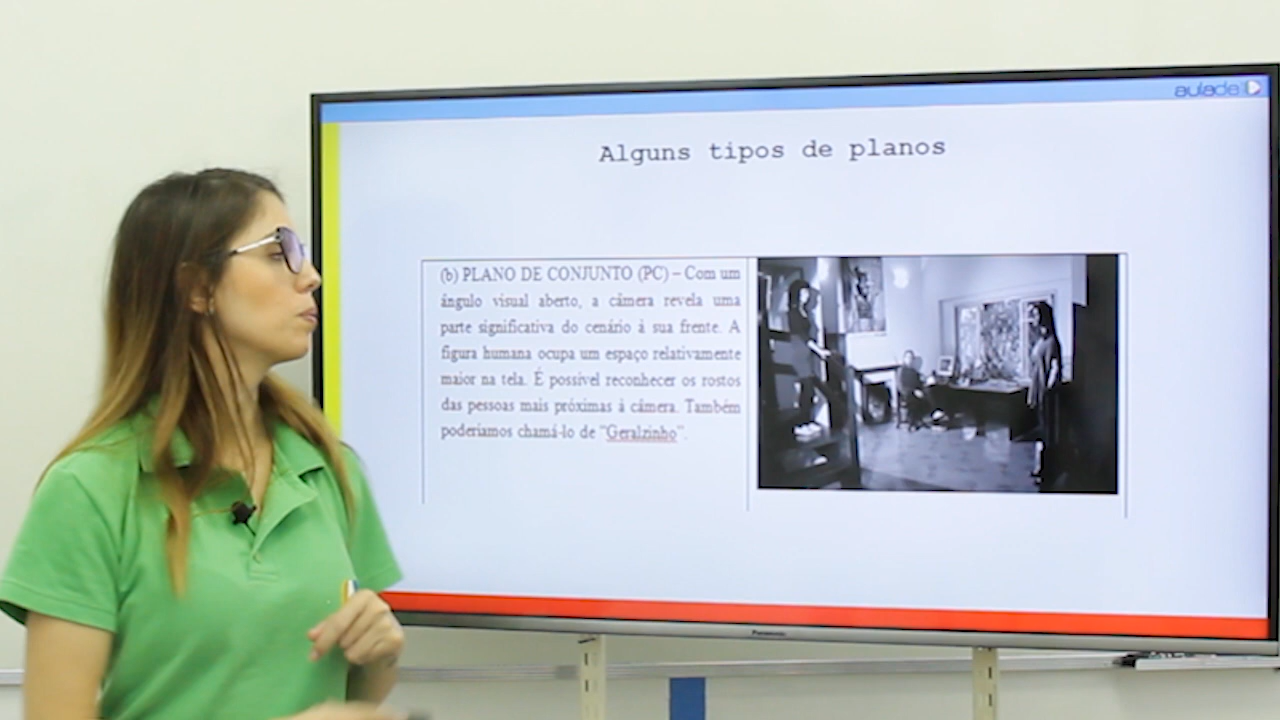 auladeD
Alguns tipos de planos
(b) PLANO DE CONJUNTO (PC) – Com um
ângulo visual aberto, a câmera revela uma
parte significativa do cenário à sua frente. A
figura humana ocupa um espaço relativamente
maior na tela. É possível reconhecer os rostos
das pessoas mais próximas à câmera. Também
poderíamos chamá-lo de "Geralzinho".
Panasonic